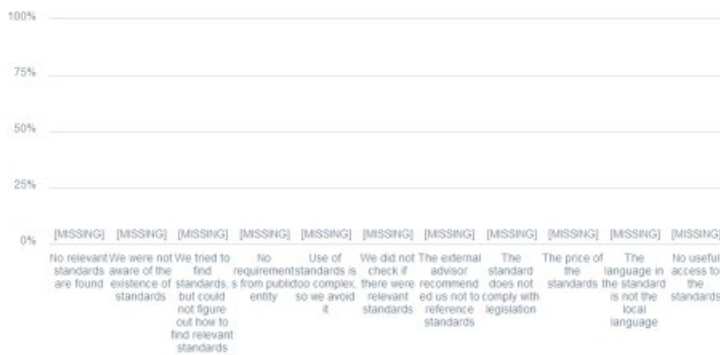 100%
75%
50%
25%
0%
[MISSING] [MISSING] [MISSING] [MISSING] [MISSING] [MISSING] [MISSING] [MISSING] [MISSING] [MISSING] [MISSING]
No relevant
standards
are found
We were not
aware of the
existence of
standards
We tried to
find
standards,
but could
not figure
out how to
find relevant
standards
No
requirement
s from public
entity
Use of
standards is
too complex,
so we avoid
it
We did not
check if
there were
relevant
standards
The external
advisor
recommend
ed us not to
reference
standards
The
standard
does not
comply with
legislation
The price of
the
standards
The
language in
the standard
is not the
local
language
No useful
access to
the
standards